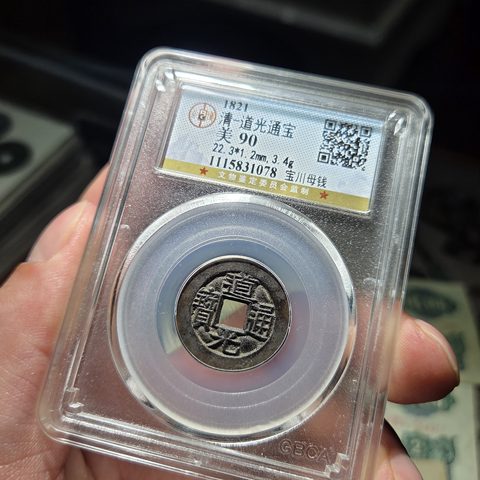 1821
清-道光通宝
美 90
22.3*1.2mm,3.4g
1115831078 宝川母钱
★ 文物鉴定委员会监制 ★
道光通寶
GBCA